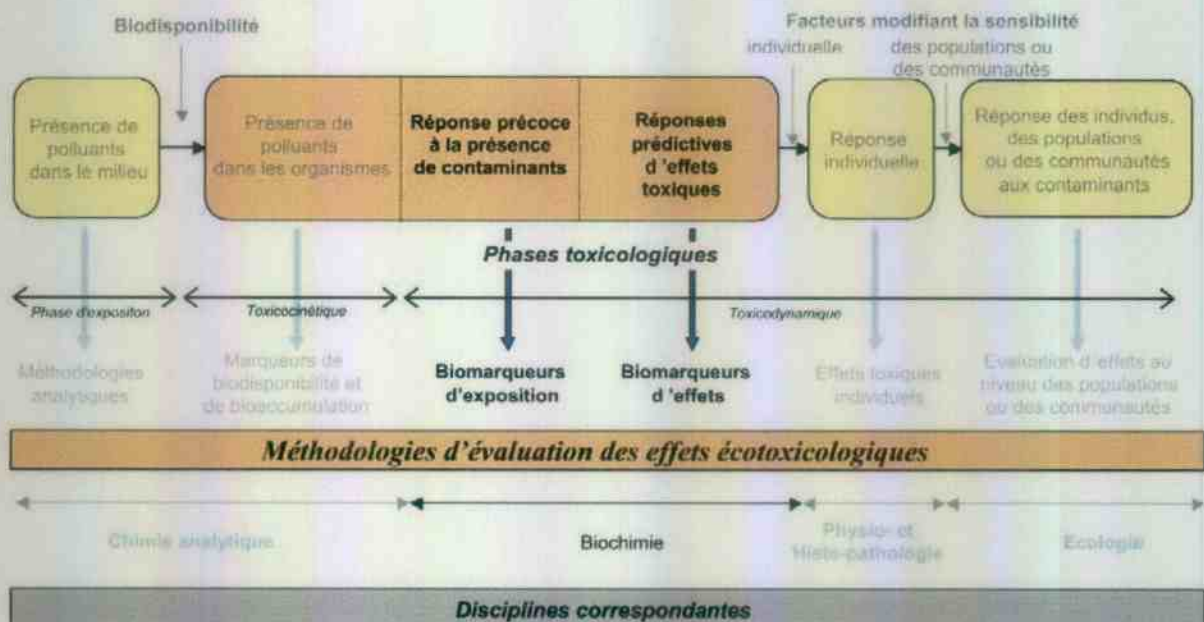 Biodisponibilité
Facteurs modifiant la sensibilité
individuelle
des populations ou
des communautés
Présence de
polluants
dans le milieu
Présence de
polluants
dans les organismes
Réponse précoce
à la présence
de contaminants
Réponses
prédictives
d 'effets
toxiques
Réponse
individuelle
Réponse des individus,
des populations
ou des communautés
aux contaminants
Phases toxicologiques
Phase d'expositon
Toxicocinétique
Toxicodynamique
Méthodologies
analytiques
Marqueurs de
biodisponibilité et
de bioaccumulation
Biomarqueurs
d'exposition
Biomarqueurs
d 'effets
Effets toxiques
individuels
Evaluation d'effets au
niveau des populations
ou des communautés
Méthodologies d'évaluation des effets écotoxicologiques
Chimie analytique
Biochimie
Physio- et
Histo-pathologie
Ecologie
Disciplines correspondantes